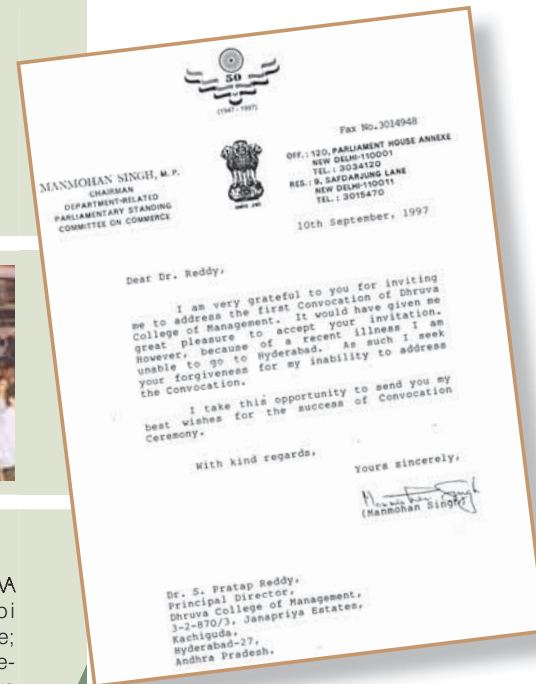 50
(1947 - 1997)
Fax No.3014948
MANMOHAN SINGH, M. P.
CHAIRMAN
DEPARTMENT-RELATED
PARLIAMENTARY STANDING
COMMITTEE ON COMMERCE
OFF.: 120, PARLIAMENT HOUSE ANNEXE
NEW DELHI-110001
TEL. : 3034120
RES.: 9, SAFDARJUNG LANE
NEW DELHI-110011
TEL. : 3015470
10th September, 1997
Dear Dr. Reddy,
I am very grateful to you for inviting
me to address the first Convocation of Dhruva
College of Management. It would have given me
great pleasure to accept your invitation.
However, because of a recent illness I am
unable to go to Hyderabad. As such I seek
your forgiveness for my inability to address
the Convocation.
I take this opportunity to send you my
best wishes for the success of Convocation
Ceremony.
With kind regards,
Yours sincerely,
Manmohan Singh
(Manmohan Singh)
Dr. S. Pratap Reddy,
Principal Director,
Dhruva College of Management,
3-2-870/3, Janapriya Estates,
Kachiguda,
Hyderabad-27,
Andhra Pradesh.